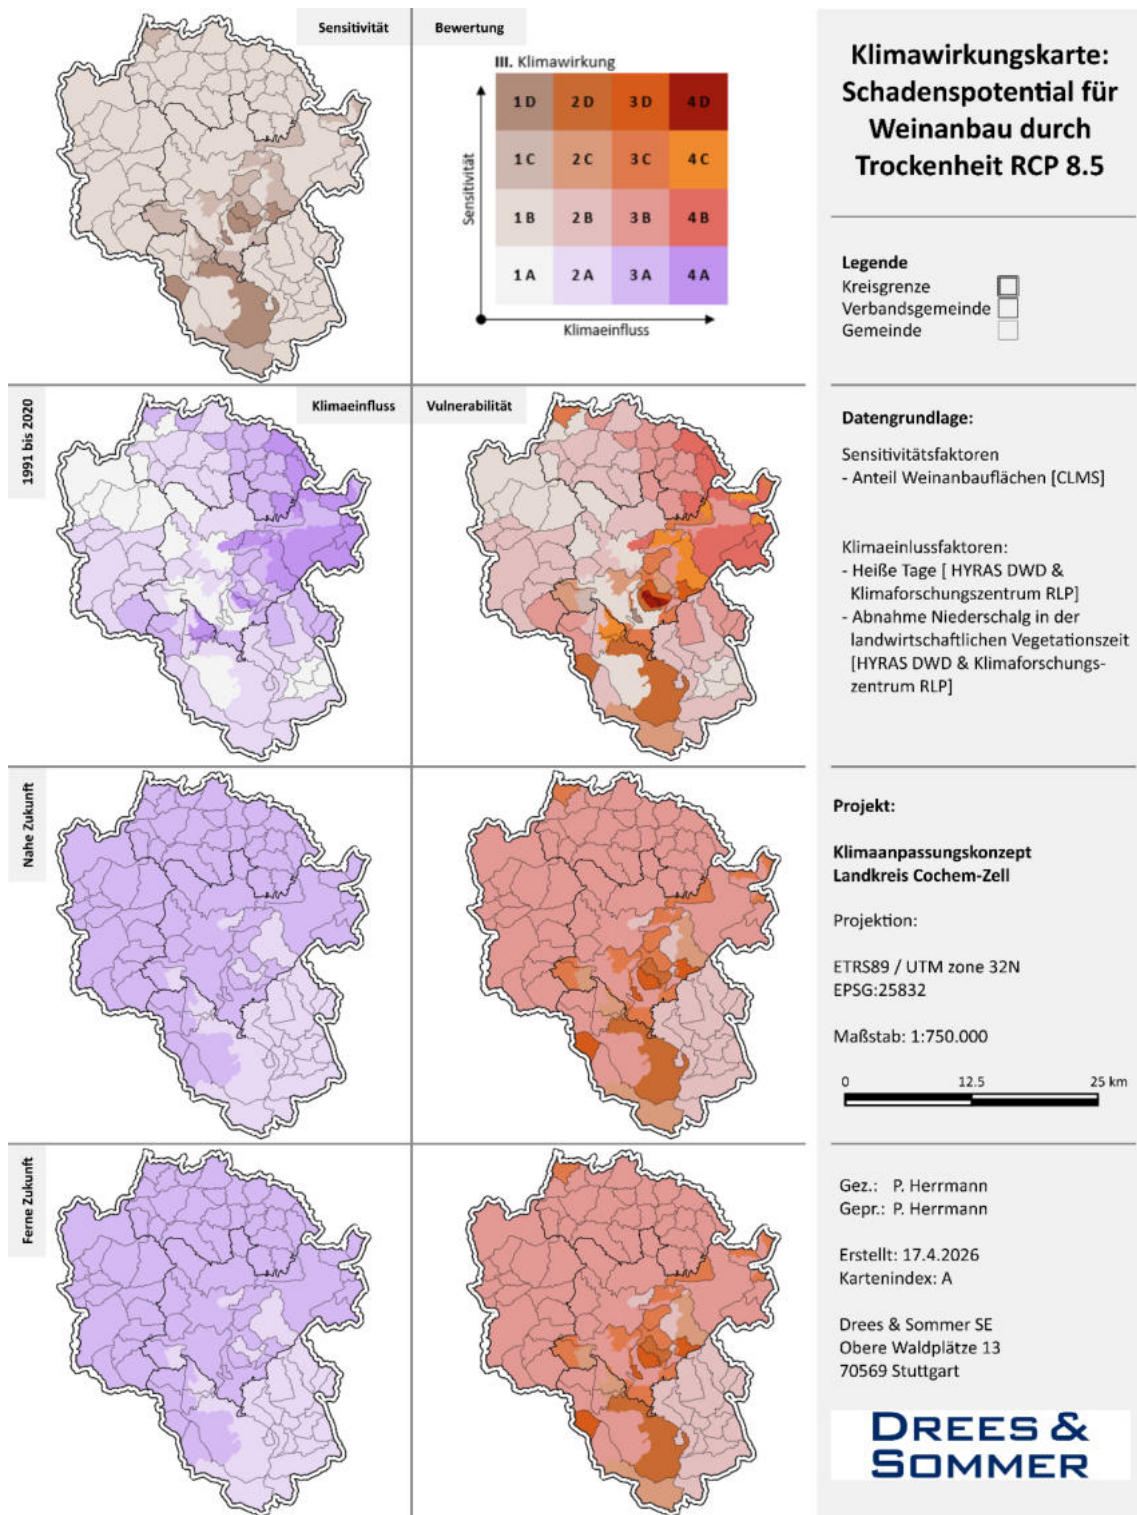 Sensitivität
Bewertung
III. Klimawirkung
1 D
2 D
3 D
4 D
1 C
2 C
3 C
4 C
1 B
2 B
3 B
4 B
1 A
2 A
3 A
4 A
Sensitivität
Klimaeinfluss
1991 bis 2020
Klimaeinfluss
Vulnerabilität
Nahe Zukunft
Ferne Zukunft
Klimawirkungskarte:
Schadenspotential für
Weinanbau durch
Trockenheit RCP 8.5
Legende
Kreisgrenze
Verbandsgemeinde
Gemeinde
Datengrundlage:
Sensitivitätsfaktoren
- Anteil Weinanbauflächen [CLMS]
Klimaeinlussfaktoren:
- Heiße Tage [ HYRAS DWD &
Klimaforschungszentrum RLP]
- Abnahme Niederschalg in der
landwirtschaftlichen Vegetationszeit
[HYRAS DWD & Klimaforschungs-
zentrum RLP]
Projekt:
Klimaanpassungskonzept
Landkreis Cochem-Zell
Projektion:
ETRS89 / UTM zone 32N
EPSG:25832
Maßstab: 1:750.000
0 12.5 25 km
Gez.: P. Herrmann
Gepr.: P. Herrmann
Erstellt: 17.4.2026
Kartenindex: A
Drees & Sommer SE
Obere Waldplätze 13
70569 Stuttgart
DREES &
SOMMER